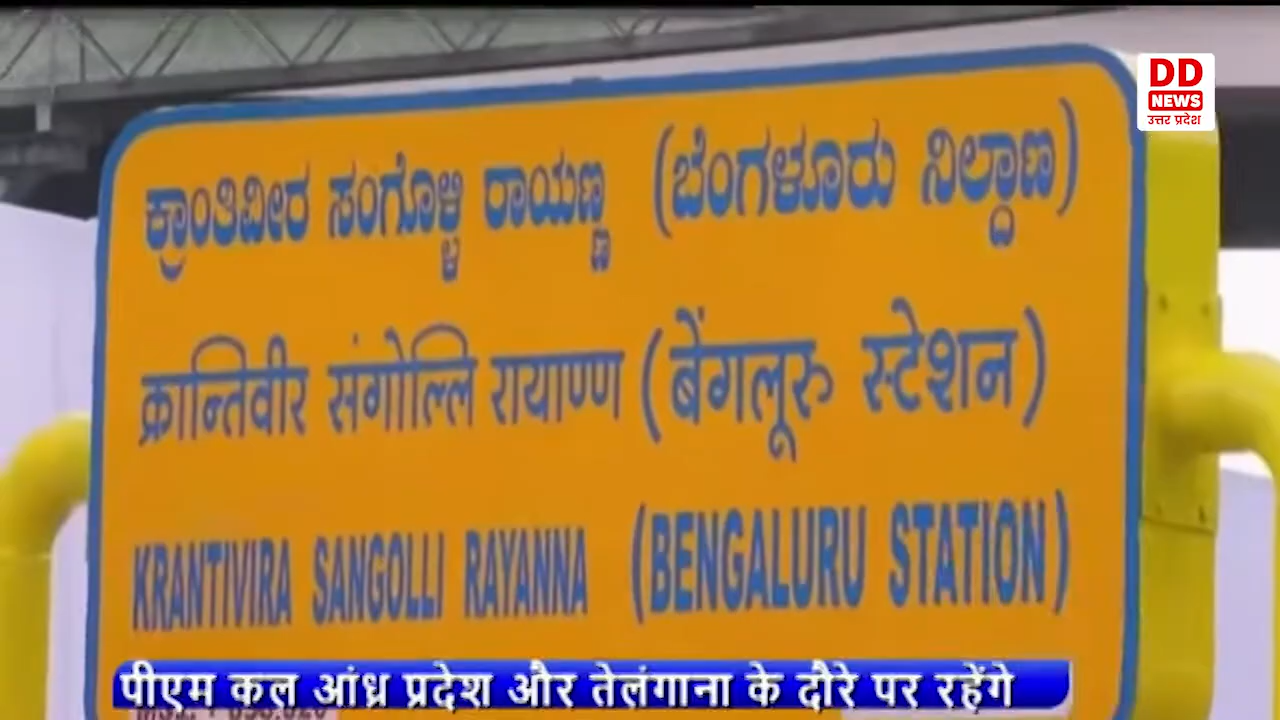 DD
NEWS
उत्तर प्रदेश
ಕ್ರಾಂತಿವೀರ ಸಂಗೊಳ್ಳಿ ರಾಯಣ್ಣ (ಬೆಂಗಳೂರು ನಿಲ್ದಾಣ)
क्रान्तिवीर संगोल्लि रायाण्ण (बेंगलूरु स्टेशन)
KRANTIVIRA SANGOLLI RAYANNA (BENGALURU STATION)
पीएम कल आंध्र प्रदेश और तेलंगाना के दौरे पर रहेंगे